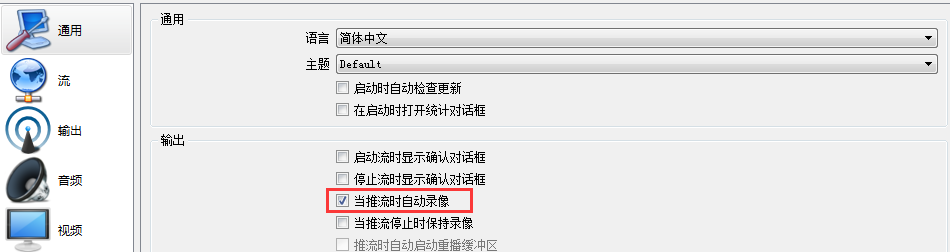 通用
流
输出
音频
视频
通用
语言 简体中文
主题 Default
启动时自动检查更新
在启动时打开统计对话框
输出
启动流时显示确认对话框
停止流时显示确认对话框
当推流时自动录像
当推流停止时保持录像
推流时自动启动重播缓冲区